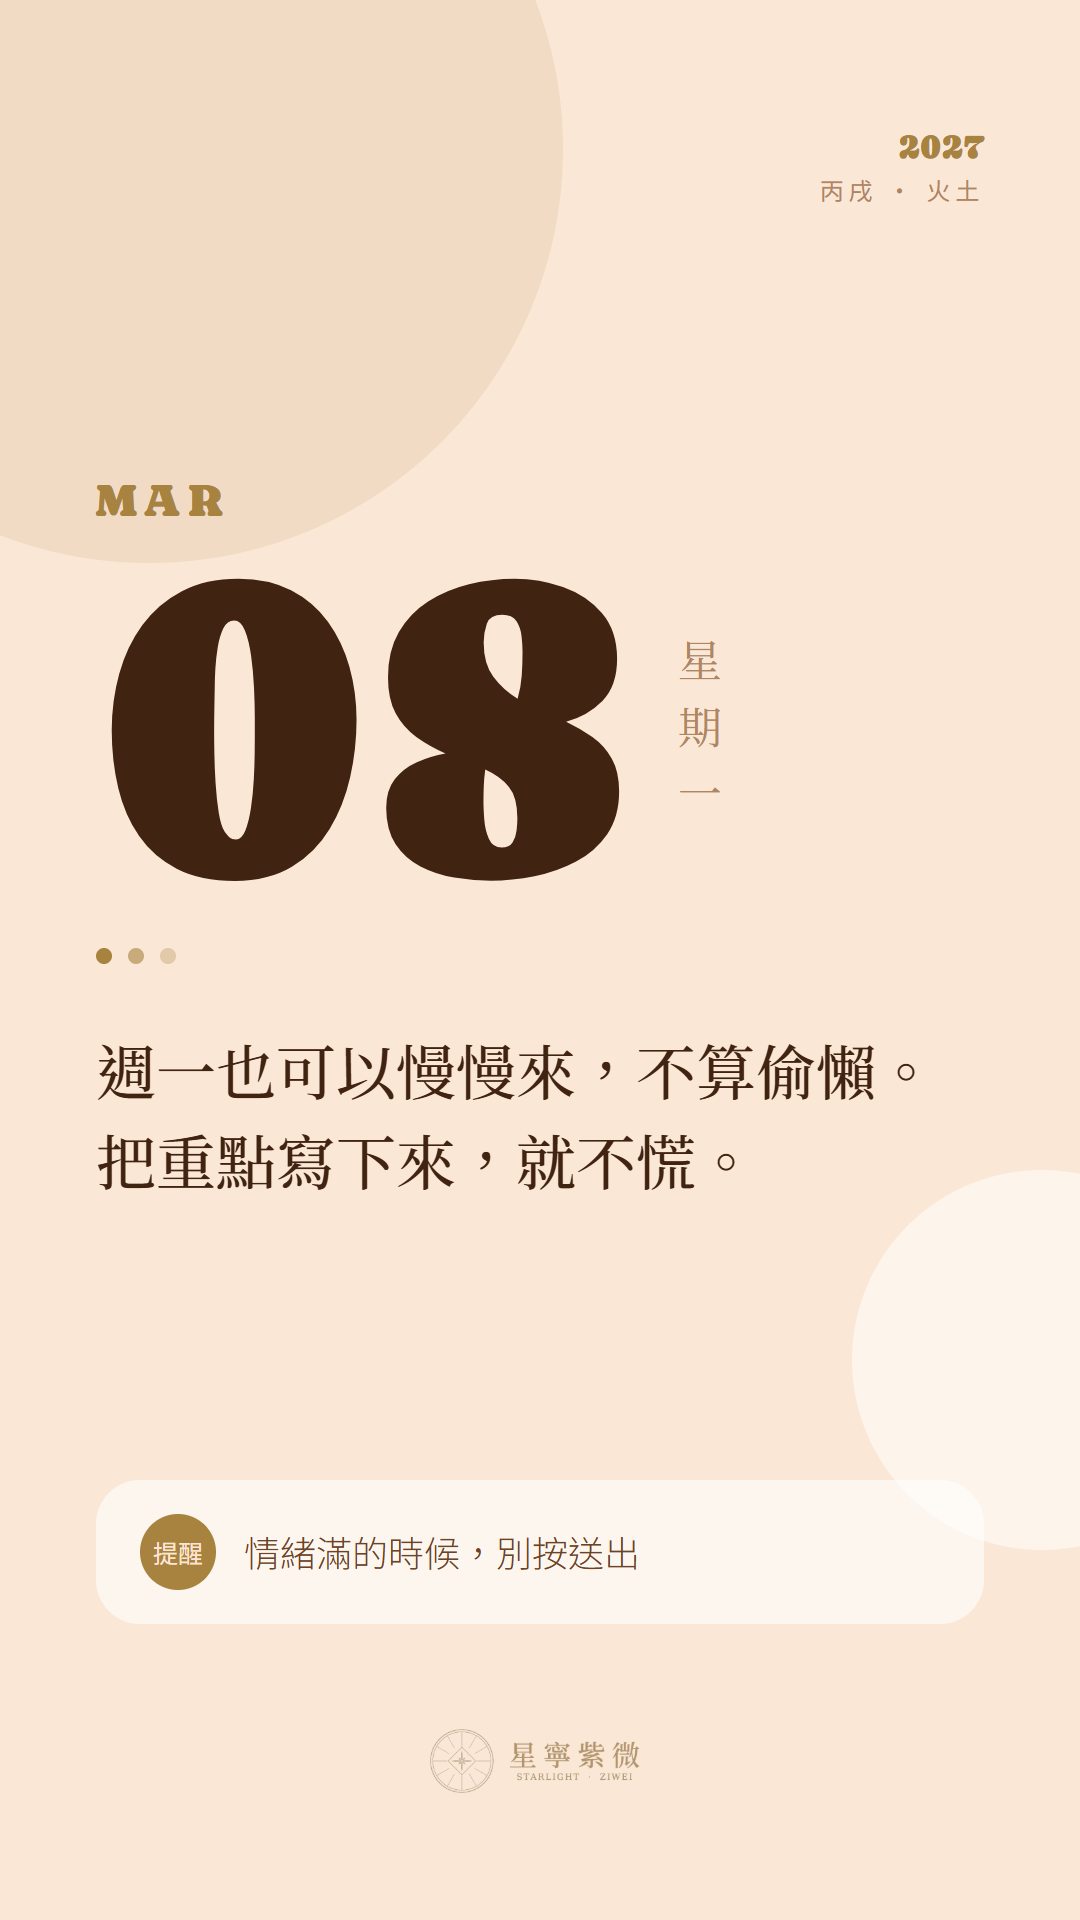 2027
丙戌 · 火土
MAR
08
星期一
週一也可以慢慢來，不算偷懶。
把重點寫下來，就不慌。
提醒
情緒滿的時候，別按送出
星寧紫微
STARLIGHT · ZIWEI